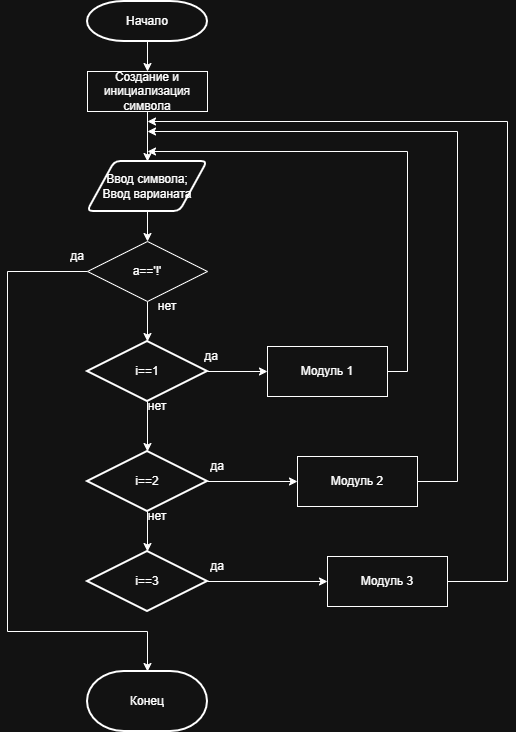 Начало
Создание и
инициализация
символа
Ввод символа;
Ввод варианата
да
a=='!'
нет
да
i==1
Модуль 1
нет
да
i==2
Модуль 2
нет
да
i==3
Модуль 3
Конец